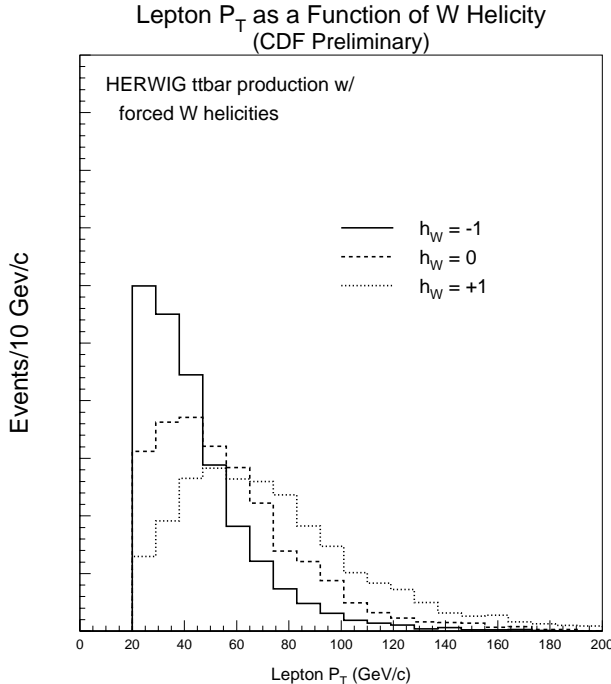 Lepton P_T as a Function of W Helicity
(CDF Preliminary)
HERWIG ttbar production w/
forced W helicities
h_W = -1
h_W = 0
h_W = +1
Events/10 Gev/c
0 20 40 60 80 100 120 140 160 180 200
Lepton P_T (GeV/c)